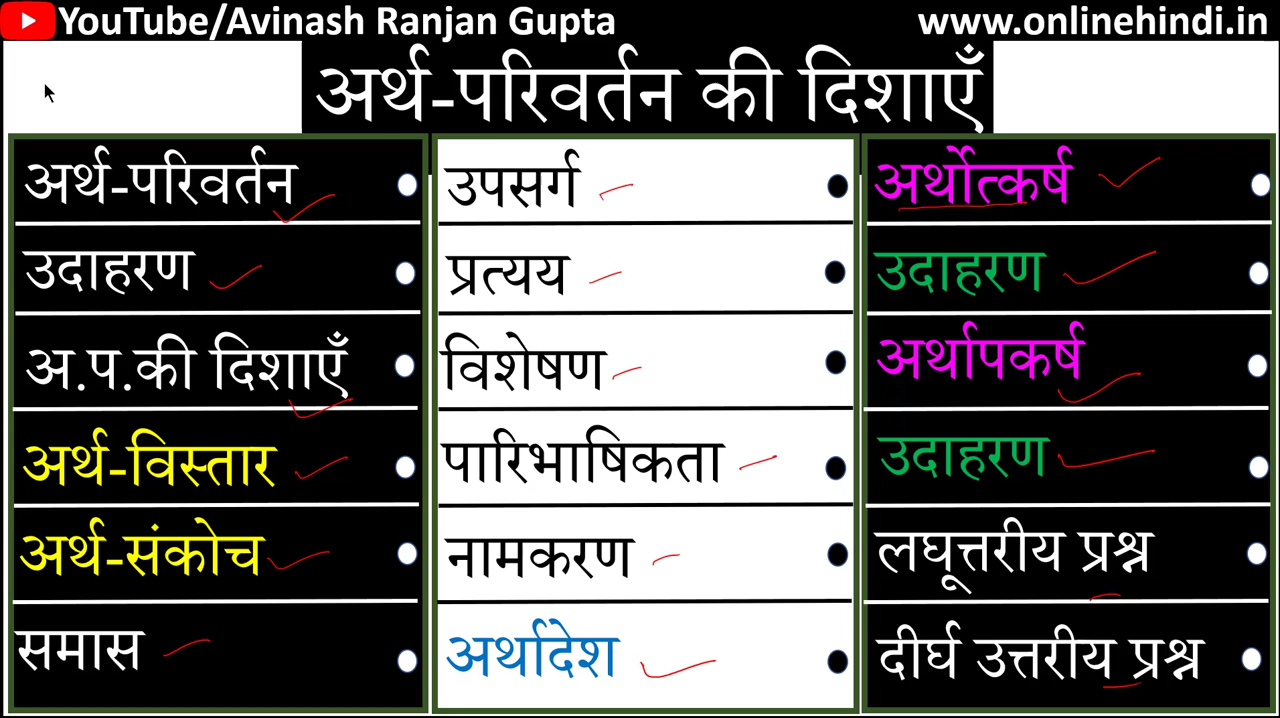 YouTube/Avinash Ranjan Gupta
www.onlinehindi.in
अर्थ-परिवर्तन की दिशाएँ
अर्थ-परिवर्तन
उदाहरण
अ.प.की दिशाएँ
अर्थ-विस्तार
अर्थ-संकोच
समास
उपसर्ग
प्रत्यय
विशेषण
पारिभाषिकता
नामकरण
अर्थादेश
अर्थोत्कर्ष
उदाहरण
अर्थापकर्ष
उदाहरण
लघूत्तरीय प्रश्न
दीर्घ उत्तरीय प्रश्न